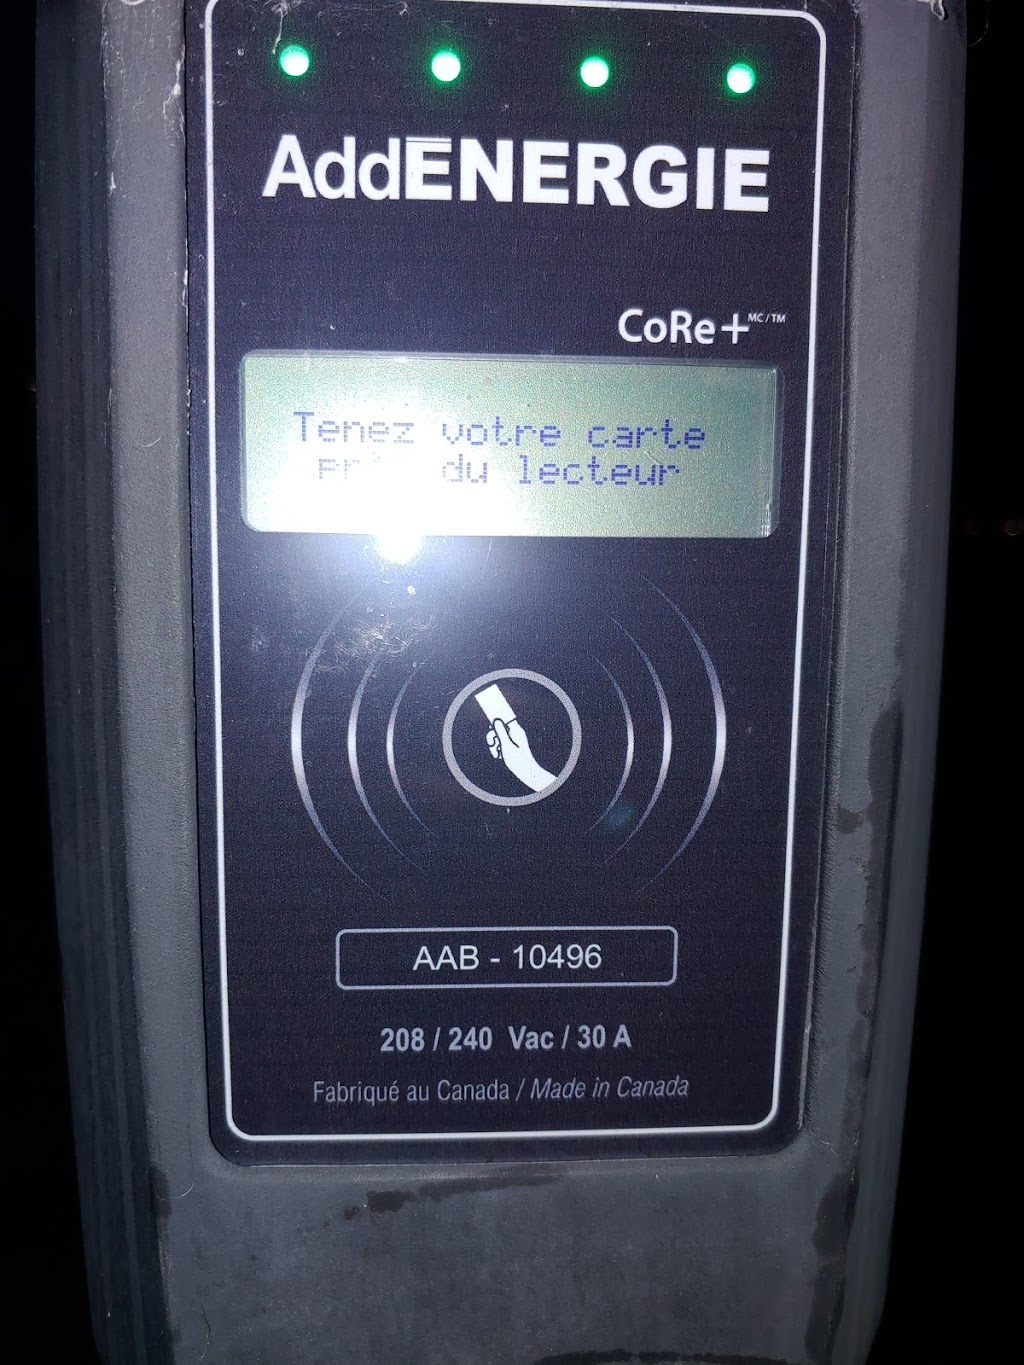 AddĒNERGIE
CoRe+ MC/TM
Tenez votre carte
du lecteur
AAB - 10496
208 / 240 Vac / 30 A
Fabriqué au Canada / Made in Canada